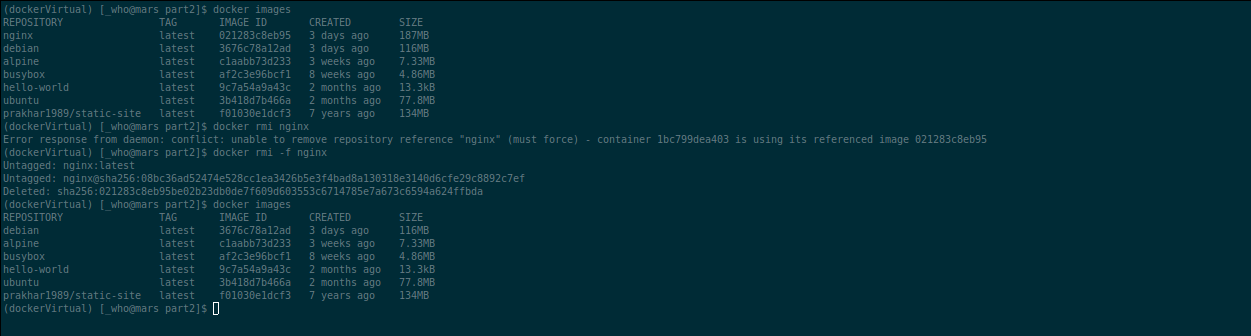 (dockerVirtual) [_who@mars part2]$ docker images
REPOSITORY                TAG       IMAGE ID       CREATED        SIZE
nginx                     latest    021283c8eb95   3 days ago     187MB
debian                    latest    3676c78a12ad   3 days ago     116MB
alpine                    latest    c1aabb73d233   3 weeks ago    7.33MB
busybox                   latest    af2c3e96bcf1   8 weeks ago    4.86MB
hello-world               latest    9c7a54a9a43c   2 months ago   13.3kB
ubuntu                    latest    3b418d7b466a   2 months ago   77.8MB
prakhar1989/static-site   latest    f01030e1dcf3   7 years ago    134MB
(dockerVirtual) [_who@mars part2]$ docker rmi nginx
Error response from daemon: conflict: unable to remove repository reference "nginx" (must force) - container 1bc799dea403 is using its referenced image 021283c8eb95
(dockerVirtual) [_who@mars part2]$ docker rmi -f nginx
Untagged: nginx:latest
Untagged: nginx@sha256:08bc36ad52474e528cc1ea3426b5e3f4bad8a130318e3140d6cfe29c8892c7ef
Deleted: sha256:021283c8eb95be02b23db0de7f609d603553c6714785e7a673c6594a624ffbda
(dockerVirtual) [_who@mars part2]$ docker images
REPOSITORY                TAG       IMAGE ID       CREATED        SIZE
debian                    latest    3676c78a12ad   3 days ago     116MB
alpine                    latest    c1aabb73d233   3 weeks ago    7.33MB
busybox                   latest    af2c3e96bcf1   8 weeks ago    4.86MB
hello-world               latest    9c7a54a9a43c   2 months ago   13.3kB
ubuntu                    latest    3b418d7b466a   2 months ago   77.8MB
prakhar1989/static-site   latest    f01030e1dcf3   7 years ago    134MB
(dockerVirtual) [_who@mars part2]$